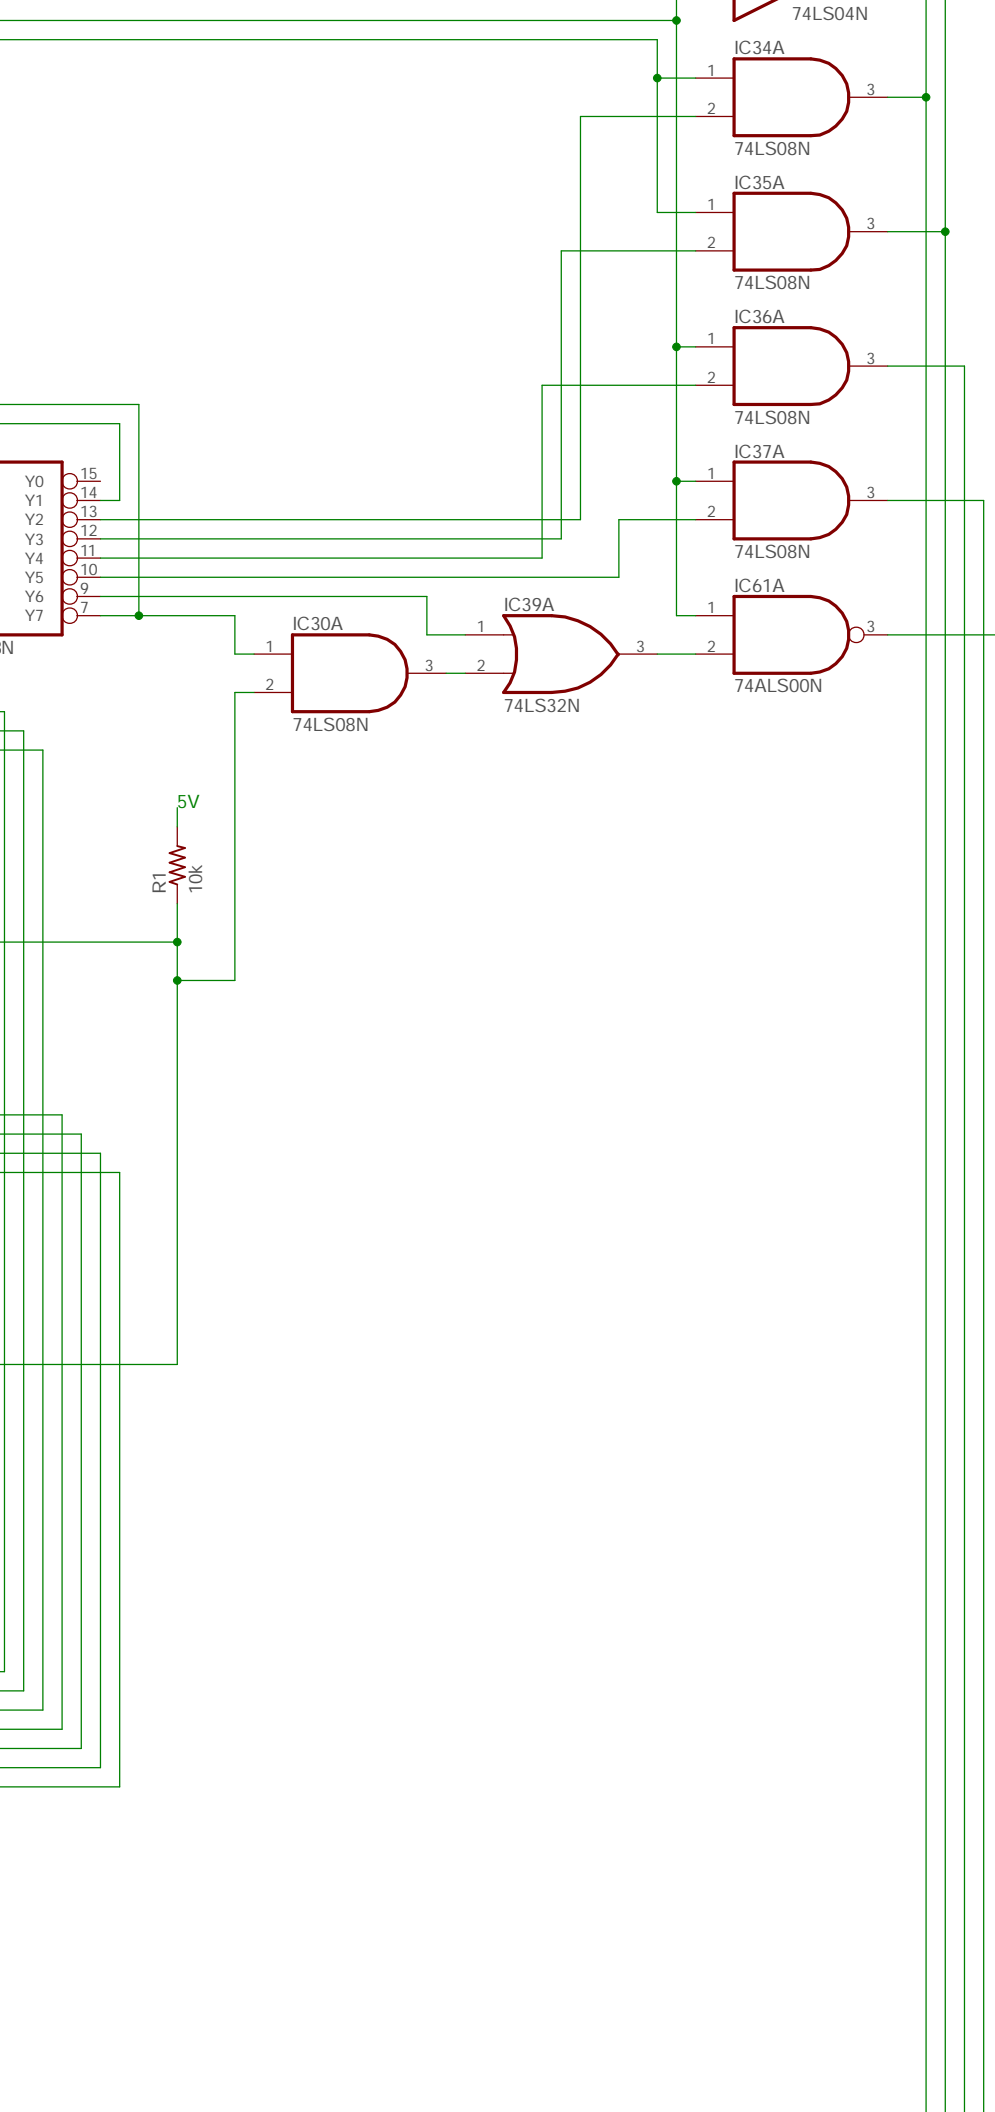 74LS04N
IC34A
1
2
3
74LS08N
IC35A
1
2
3
74LS08N
IC36A
1
2
3
74LS08N
IC37A
1
2
3
74LS08N
IC61A
1
2
3
74ALS00N
Y0 15
Y1 14
Y2 13
Y3 12
Y4 11
Y5 10
Y6 9
Y7 7
N
IC30A
1
2
3
74LS08N
IC39A
1
2
3
74LS32N
5V
R1
10k